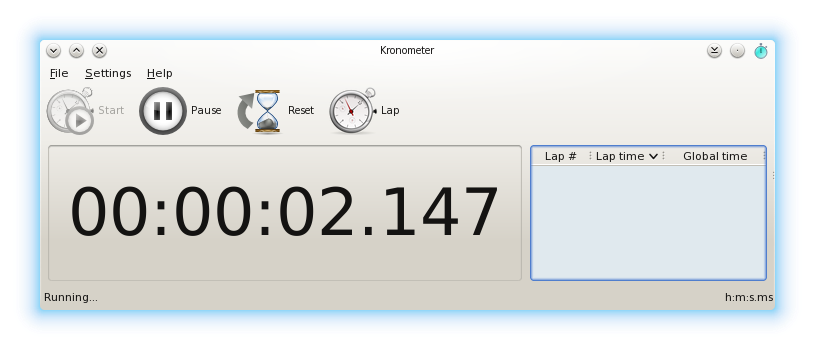 Kronometer
File Settings Help
Start Pause Reset Lap
Lap # Lap time Global time
00:00:02.147
Running... h:m:s.ms